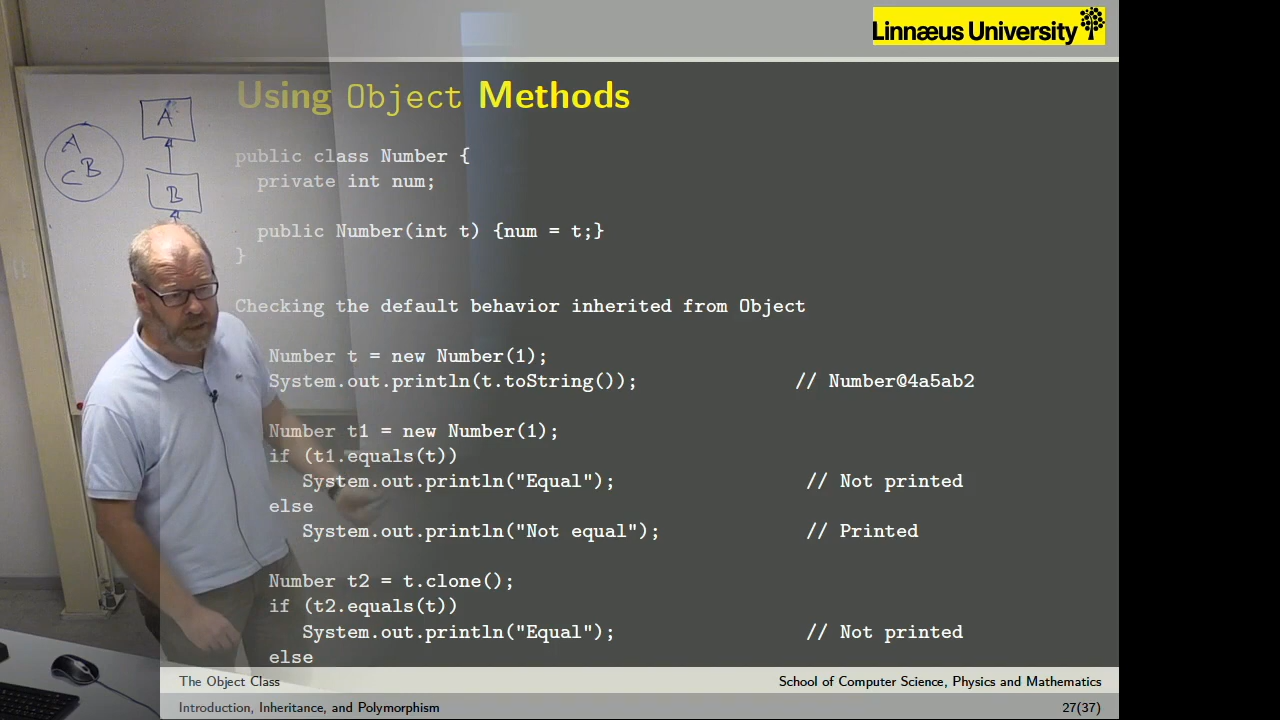 Linnæus University
Using Object Methods
A
A
B
C
B
public class Number {
private int num;
public Number(int t) {num = t;}
}
Checking the default behavior inherited from Object
Number t = new Number(1);
System.out.println(t.toString()); // Number@4a5ab2
Number t1 = new Number(1);
if (t1.equals(t))
System.out.println("Equal"); // Not printed
else
System.out.println("Not equal"); // Printed
Number t2 = t.clone();
if (t2.equals(t))
System.out.println("Equal"); // Not printed
else
The Object Class School of Computer Science, Physics and Mathematics
Introduction, Inheritance, and Polymorphism 27(37)